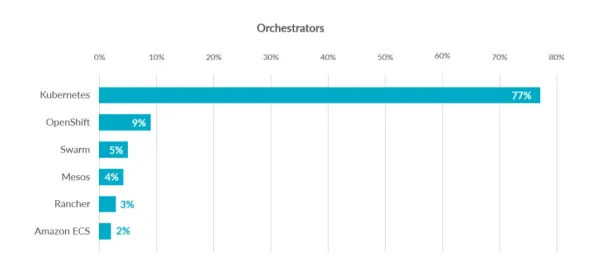 Orchestrators
0% 10% 20% 30% 40% 50% 60% 70% 80%
Kubernetes 77%
OpenShift 9%
Swarm 5%
Mesos 4%
Rancher 3%
Amazon ECS 2%